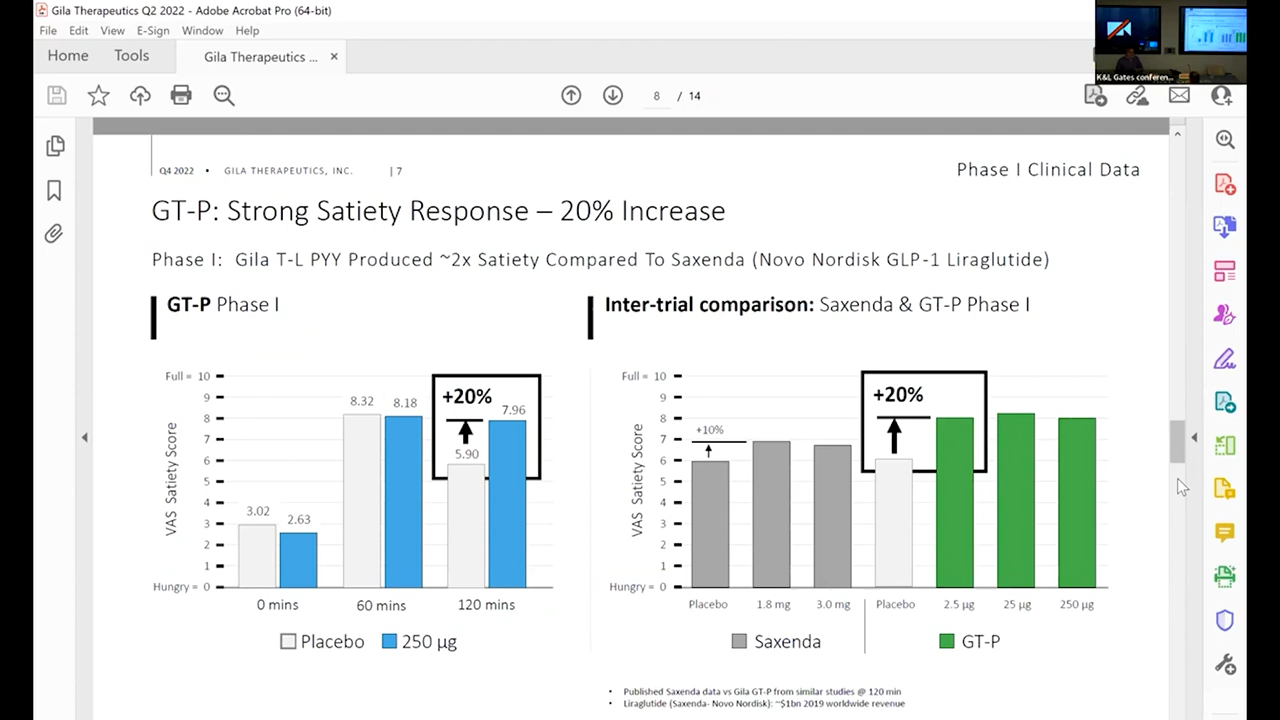 Gila Therapeutics Q2 2022 - Adobe Acrobat Pro (64-bit)
File Edit View E-Sign Window Help
Home Tools Gila Therapeutics ... ×
8 / 14
K&L Gates conferen...
Q4 2022 • GILA THERAPEUTICS, INC. | 7
Phase I Clinical Data
GT-P: Strong Satiety Response – 20% Increase
Phase I: Gila T-L PYY Produced ~2x Satiety Compared To Saxenda (Novo Nordisk GLP-1 Liraglutide)
GT-P Phase I
VAS Satiety Score
Full = 10
9
8
7
6
5
4
3
2
1
Hungry = 0
3.02
2.63
8.32
8.18
+20%
5.90
7.96
0 mins
60 mins
120 mins
Placebo 250 µg
Inter-trial comparison: Saxenda & GT-P Phase I
VAS Satiety Score
Full = 10
9
8
7
6
5
4
3
2
1
Hungry = 0
+10%
+20%
Placebo
1.8 mg
3.0 mg
Placebo
2.5 µg
25 µg
250 µg
Saxenda
GT-P
• Published Saxenda data vs Gila GT-P from similar studies @ 120 min
• Liraglutide (Saxenda- Novo Nordisk): ~$1bn 2019 worldwide revenue